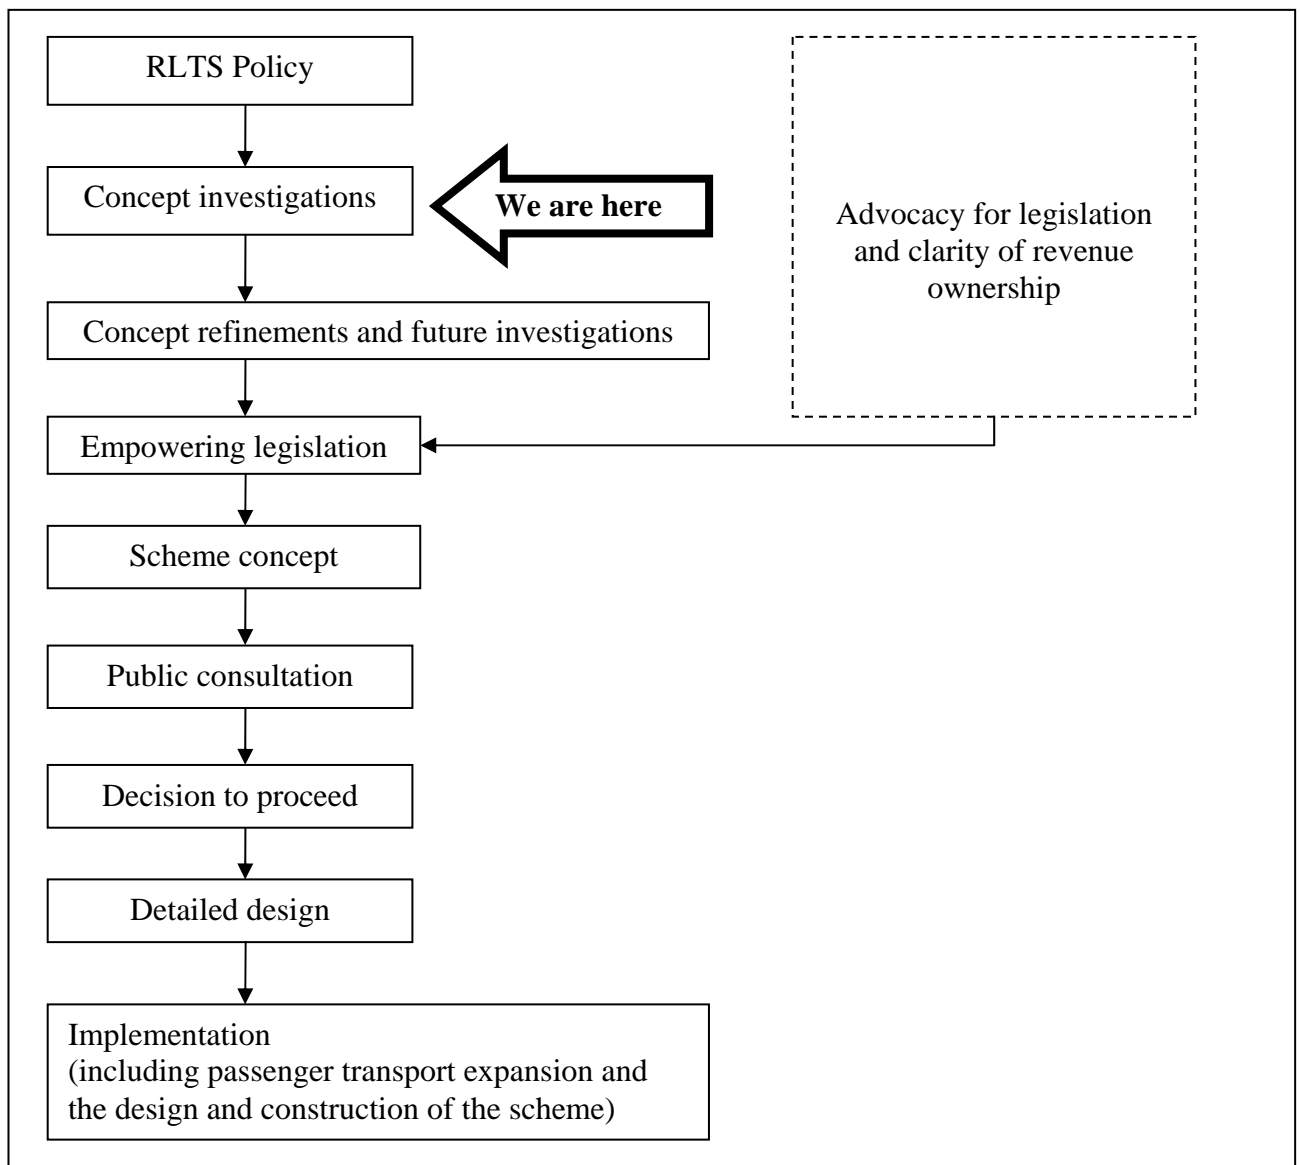 RLTS Policy
Concept investigations
We are here
Advocacy for legislation
and clarity of revenue
ownership
Concept refinements and future investigations
Empowering legislation
Scheme concept
Public consultation
Decision to proceed
Detailed design
Implementation
(including passenger transport expansion and
the design and construction of the scheme)